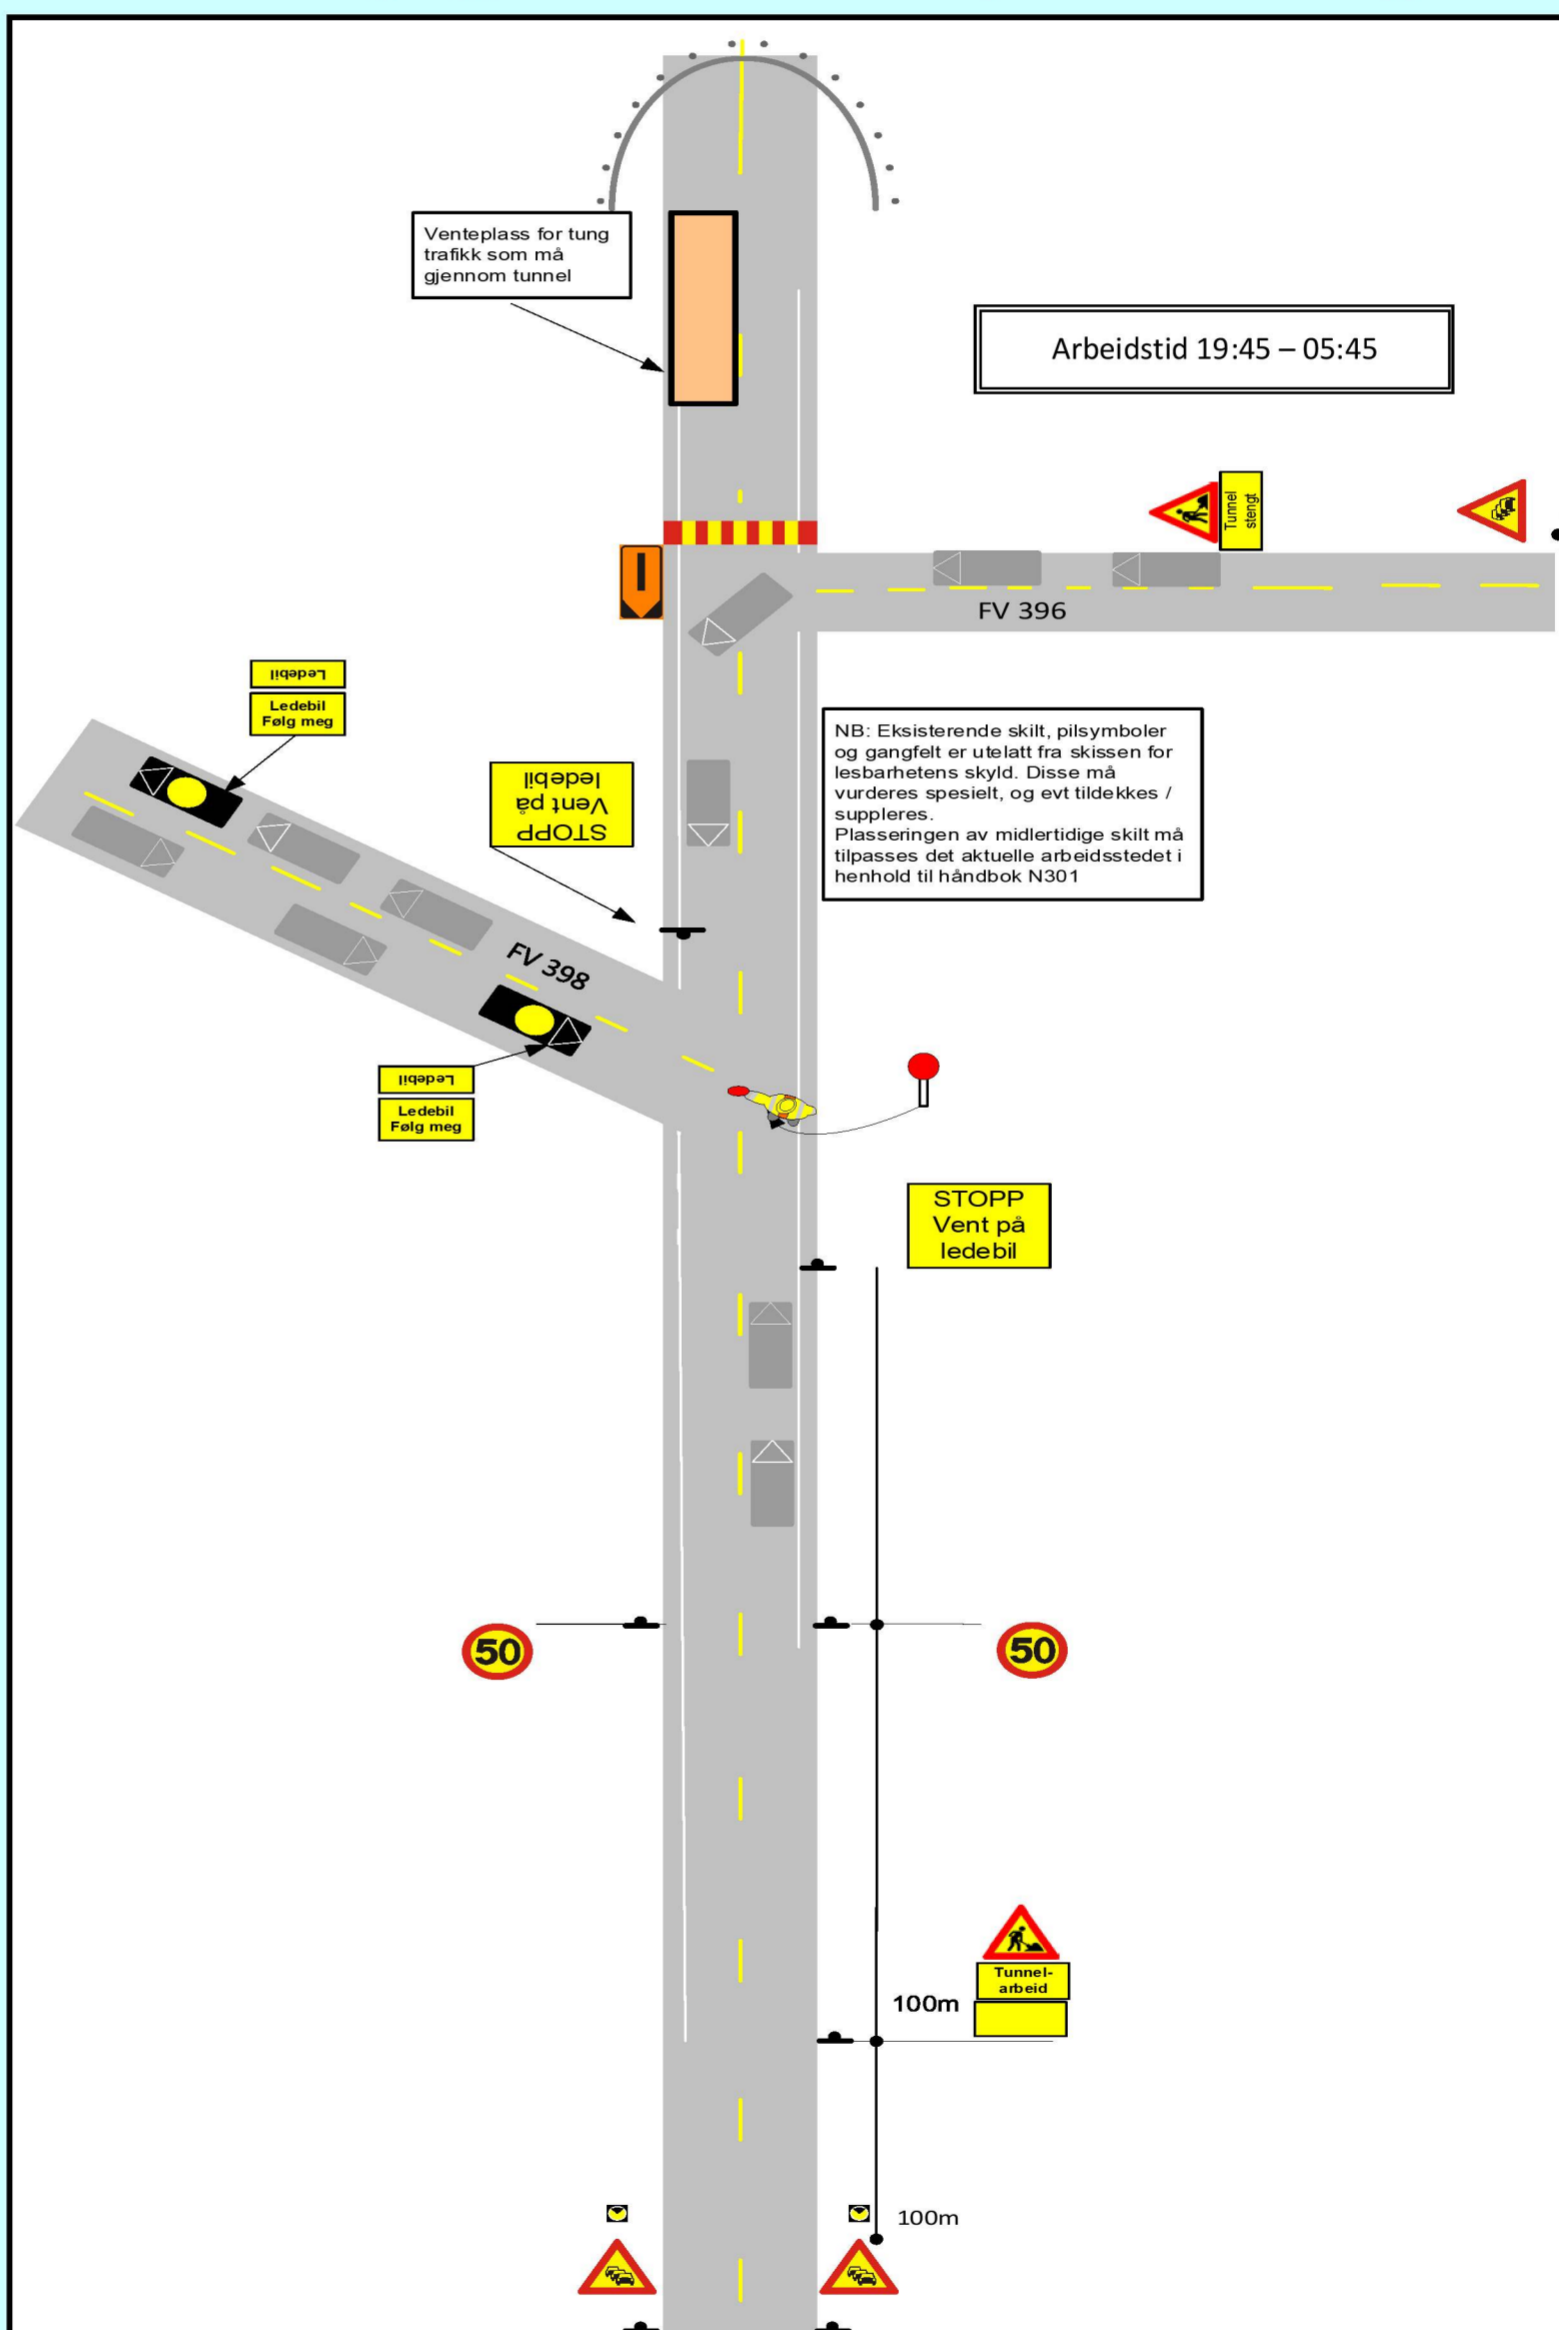 Venteplass for tung
trafikk som må
gjennom tunnel
Arbeidstid 19:45 – 05:45
Tunnel
stengt
FV 396
Ledebil
Ledebil
Følg meg
STOPP
Vent på
ledebil
NB: Eksisterende skilt, pilsymboler
og gangfelt er utelatt fra skissen for
lesbarhetens skyld. Disse må
vurderes spesielt, og evt tildekkes /
suppleres.
Plasseringen av midlertidige skilt må
tilpasses det aktuelle arbeidsstedet i
henhold til håndbok N301
FV 398
Ledebil
Ledebil
Følg meg
STOPP
Vent på
ledebil
50
50
Tunnel-
arbeid
100m
100m